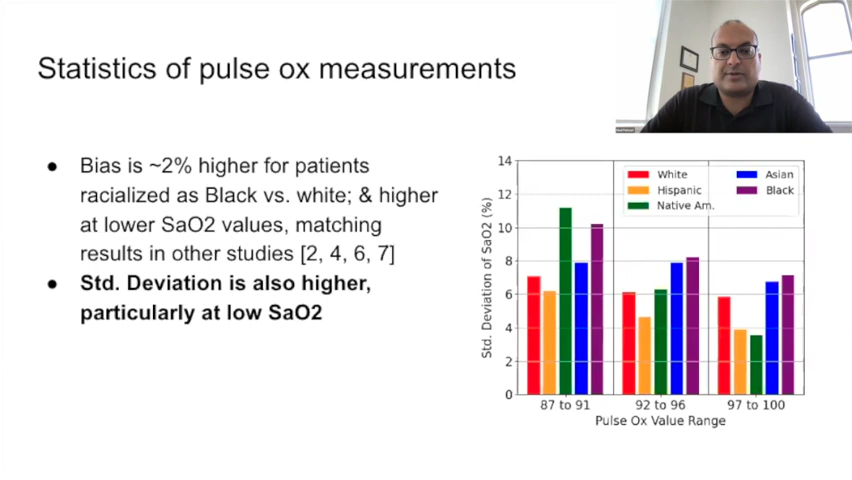 Statistics of pulse ox measurements
● Bias is ~2% higher for patients
racialized as Black vs. white; & higher
at lower SaO2 values, matching
results in other studies [2, 4, 6, 7]
● Std. Deviation is also higher,
particularly at low SaO2
Std. Deviation of SaO2 (%)
14
12
10
8
6
4
2
0
White
Hispanic
Native Am.
Asian
Black
87 to 91
92 to 96
97 to 100
Pulse Ox Value Range